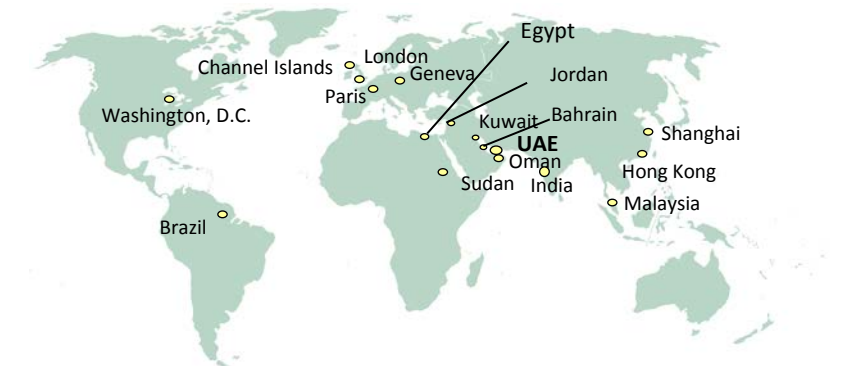 Egypt
London
Channel Islands
Geneva
Jordan
Paris
Washington, D.C.
Kuwait
Bahrain
Shanghai
UAE
Oman
Hong Kong
Sudan
India
Malaysia
Brazil